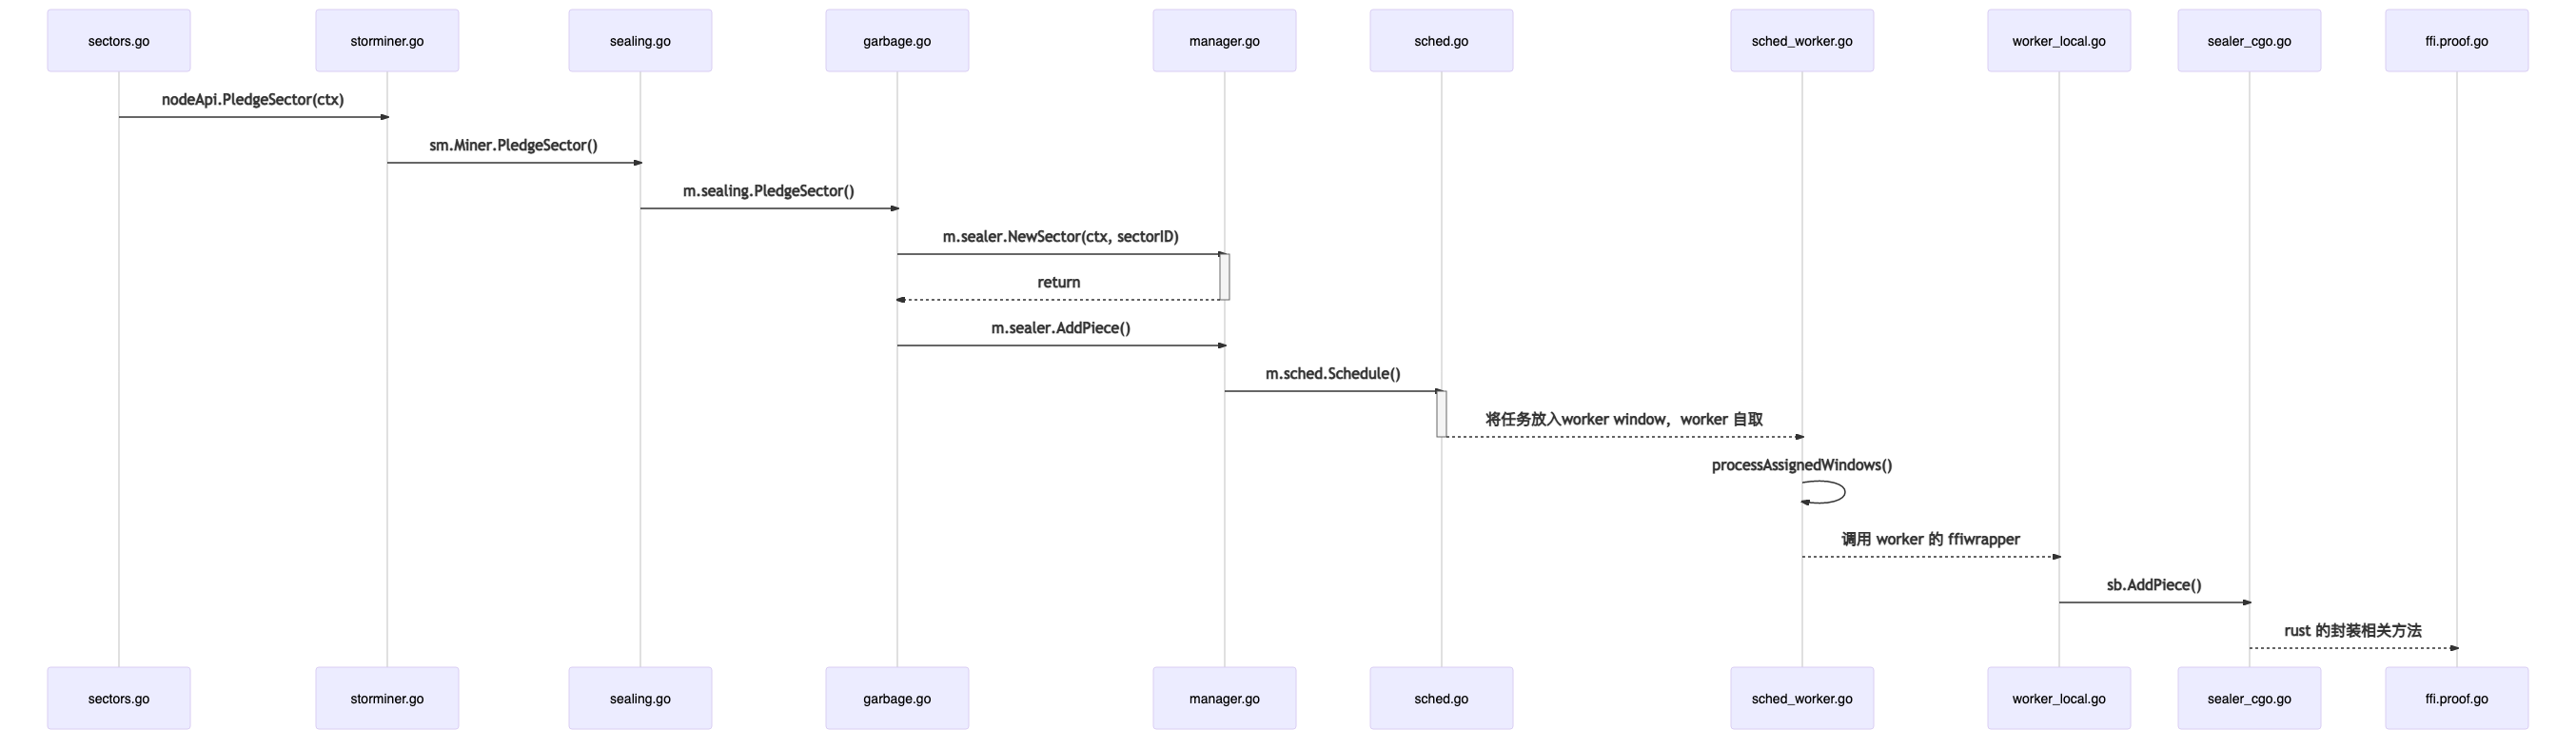 sectors.go
storminer.go
sealing.go
garbage.go
manager.go
sched.go
sched_worker.go
worker_local.go
sealer_cgo.go
ffi.proof.go
nodeApi.PledgeSector(ctx)
sm.Miner.PledgeSector()
m.sealing.PledgeSector()
m.sealer.NewSector(ctx, sectorID)
return
m.sealer.AddPiece()
m.sched.Schedule()
将任务放入worker window，worker 自取
processAssignedWindows()
调用 worker 的 ffiwrapper
sb.AddPiece()
rust 的封装相关方法
sectors.go
storminer.go
sealing.go
garbage.go
manager.go
sched.go
sched_worker.go
worker_local.go
sealer_cgo.go
ffi.proof.go